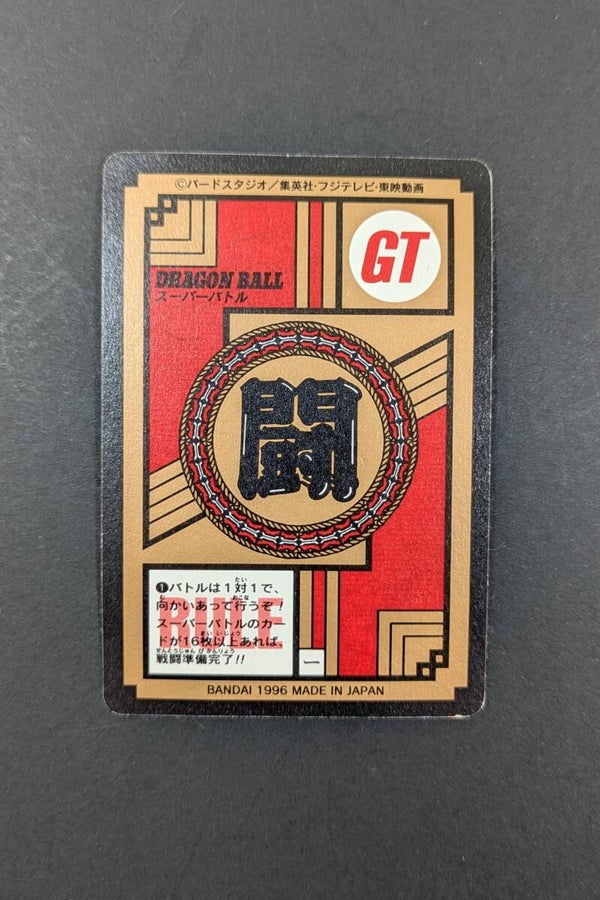 ©バードスタジオ／集英社・フジテレビ・東映動画
GT
DRAGON BALL
スーパーバトル
闘
RULE
❶バトルは1対1で、
向かいあって行うぞ！
スーパーバトルのカー
ドが16枚以上あれば、
戦闘準備完了!!
一
BANDAI 1996 MADE IN JAPAN